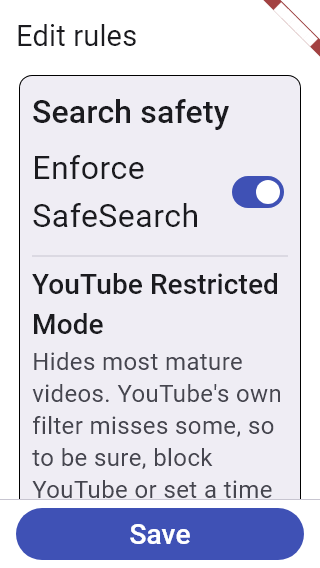 Edit rules
Search safety
Enforce
SafeSearch
YouTube Restricted
Mode
Hides most mature
videos. YouTube's own
filter misses some, so
to be sure, block
YouTube or set a time
Save